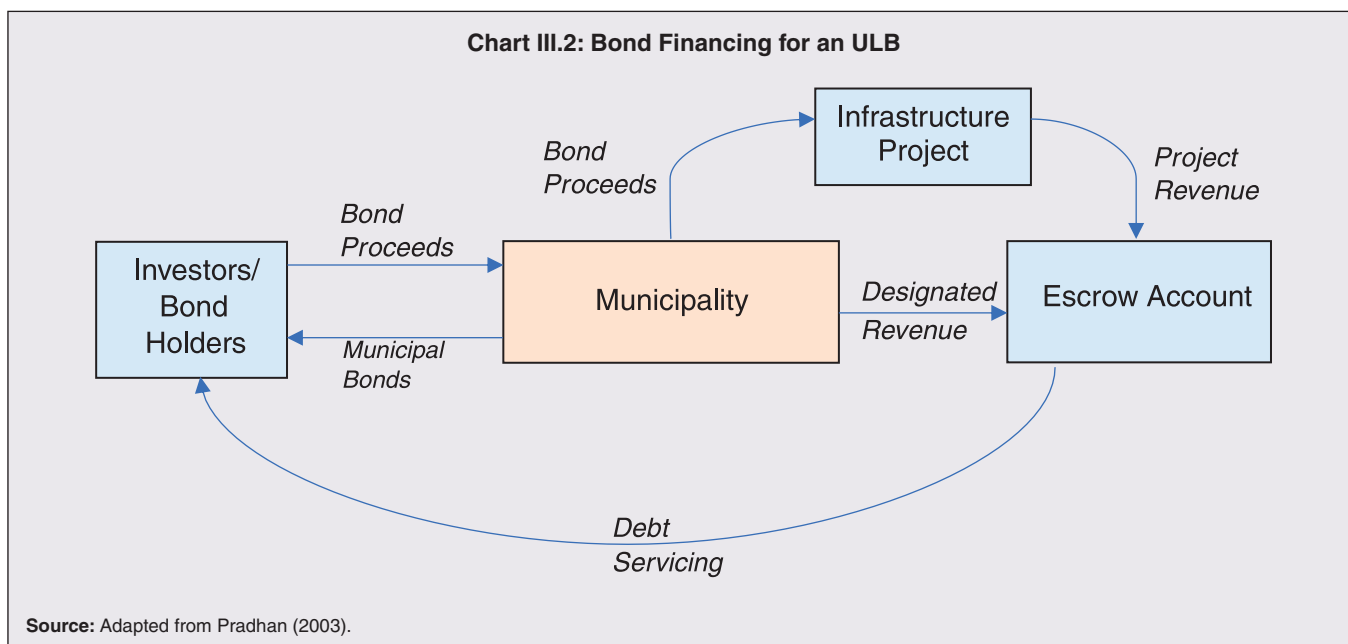 Chart III.2: Bond Financing for an ULB
Infrastructure
Project
Bond
Proceeds
Project
Revenue
Bond
Proceeds
Investors/
Bond
Holders
Municipality
Designated
Revenue
Escrow Account
Municipal
Bonds
Debt
Servicing
Source: Adapted from Pradhan (2003).